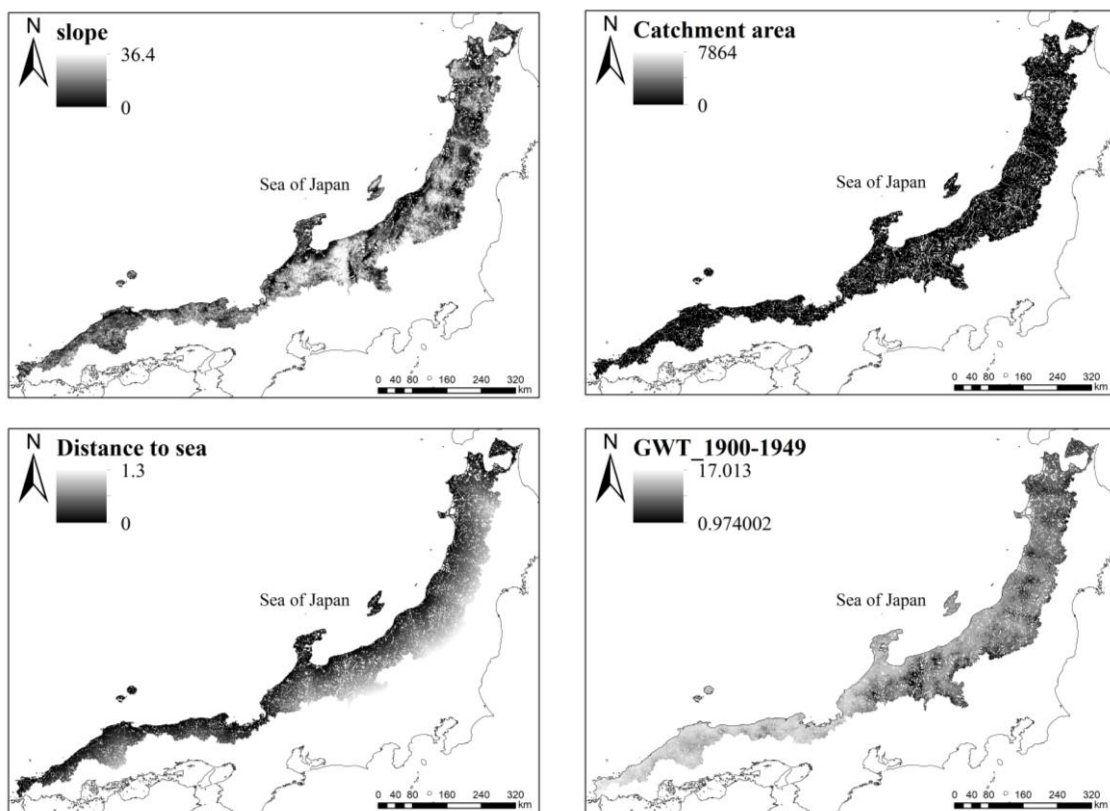 N
slope
36.4
0
Sea of Japan
0 40 80 160 240 320
km
N
Catchment area
7864
0
Sea of Japan
0 40 80 160 240 320
km
N
Distance to sea
1.3
0
Sea of Japan
0 40 80 160 240 320
km
N
GWT_1900-1949
17.013
0.974002
Sea of Japan
0 40 80 160 240 320
km